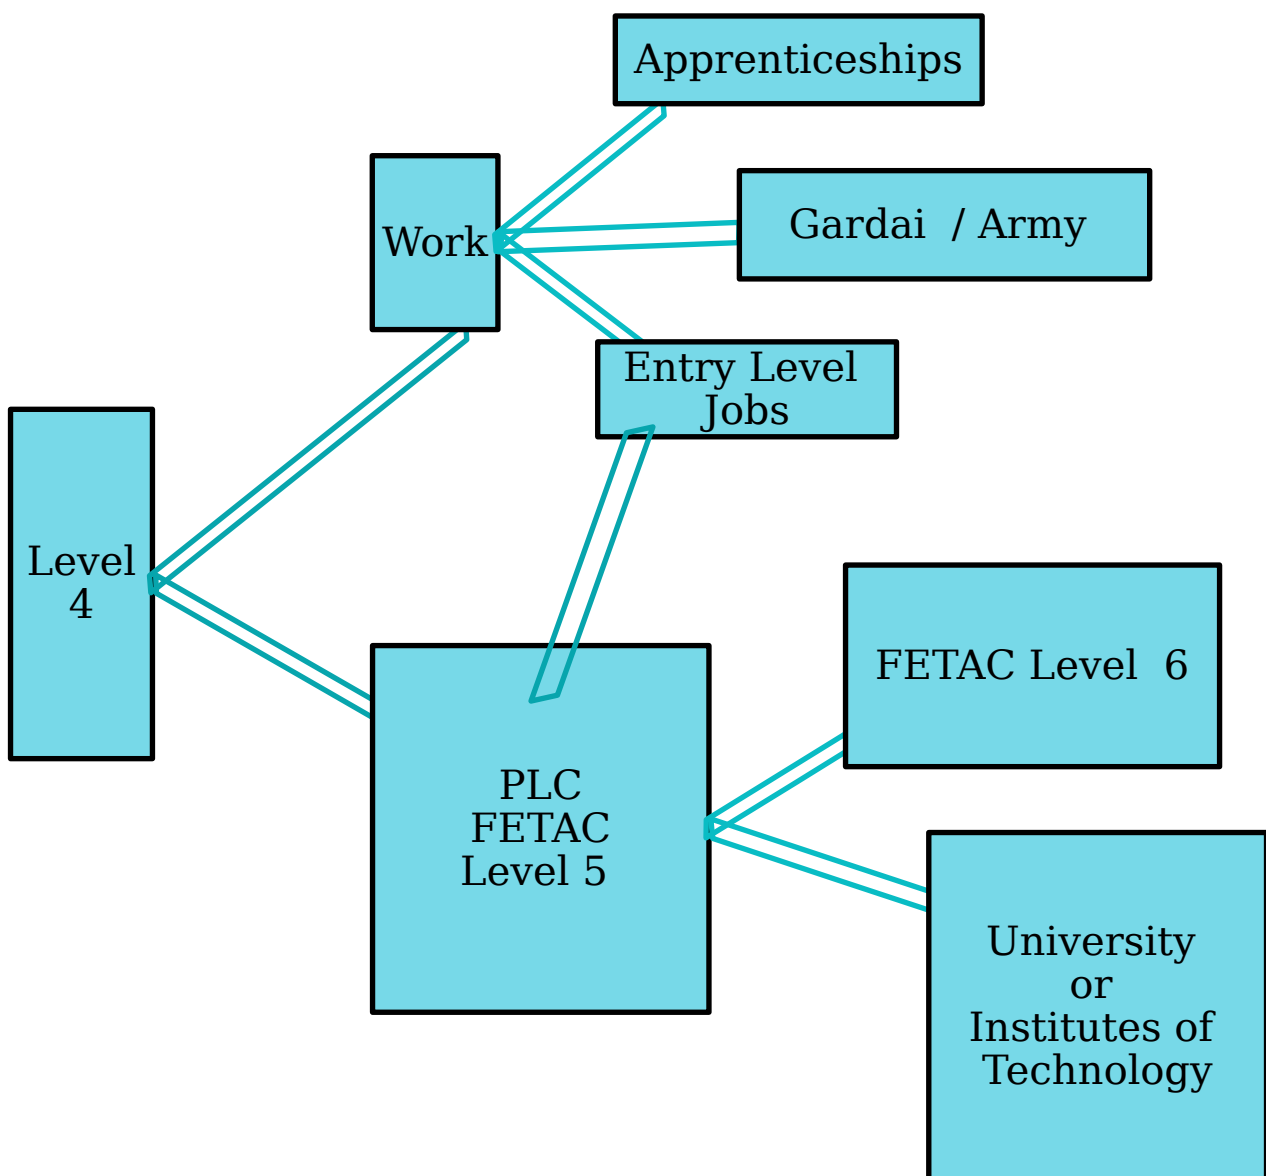 Apprenticeships
Work
Gardai / Army
Entry Level
Jobs
Level
4
FETAC Level 6
PLC
FETAC
Level 5
University
or
Institutes of
Technology